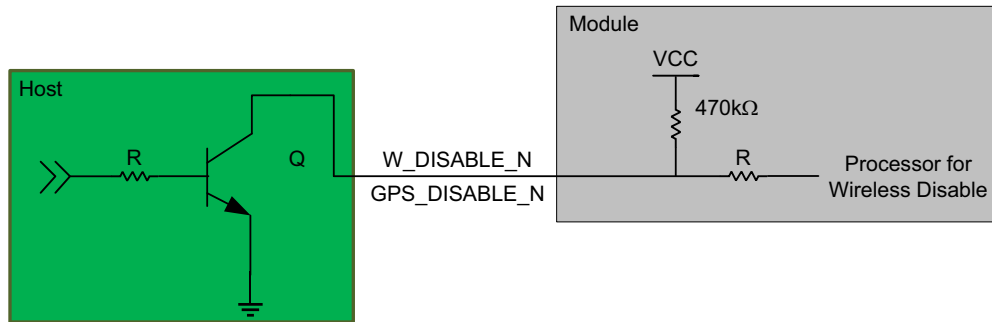 Host
R
Q
W_DISABLE_N
GPS_DISABLE_N
Module
VCC
470kΩ
R
Processor for
Wireless Disable